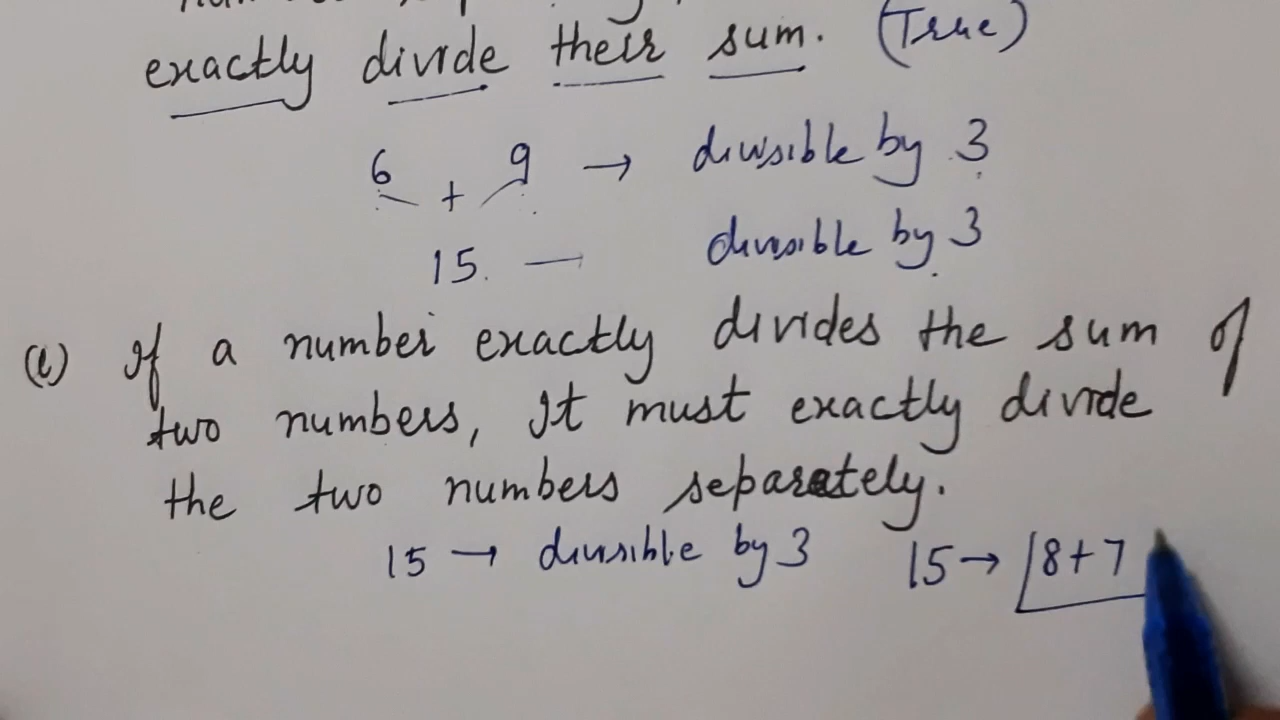 exactly divide their sum. (True)
6 + 9 → divisible by 3
15. — divisible by 3
(l) If a number exactly divides the sum of
two numbers, It must exactly divide
the two numbers separately.
15 → divisible by 3 15 → 8+7